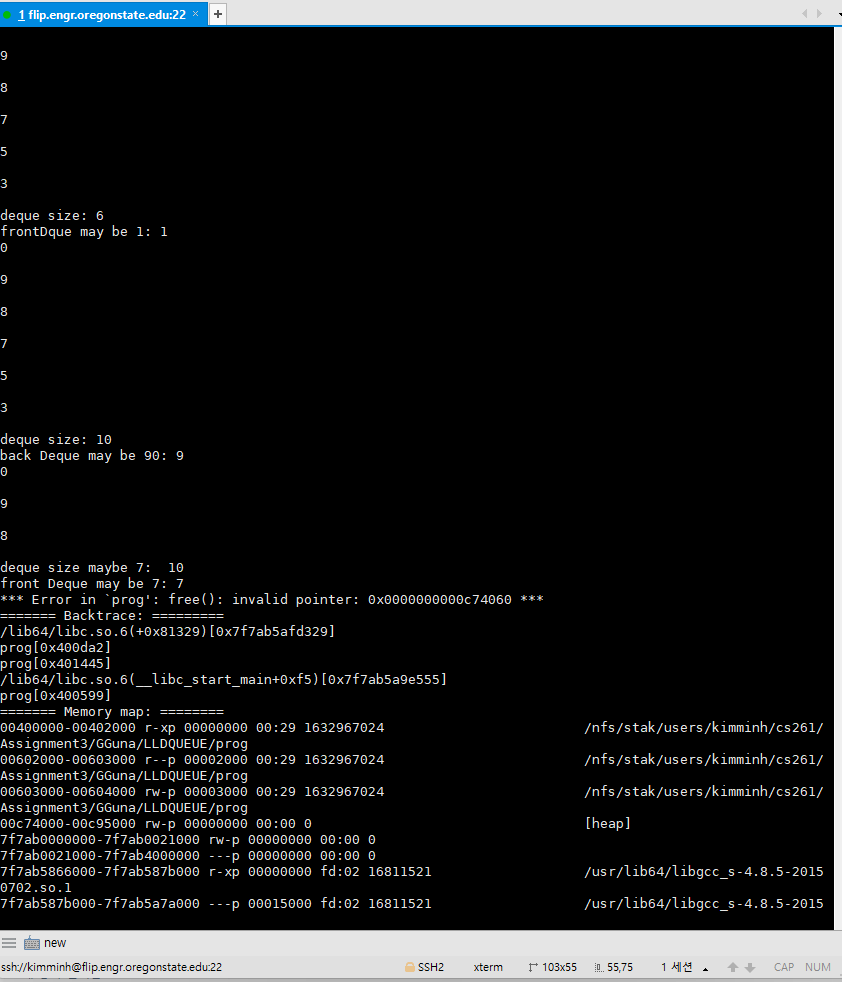 1 flip.engr.oregonstate.edu:22 × +
9
8
7
5
3
deque size: 6
frontDque may be 1: 1
0
9
8
7
5
3
deque size: 10
back Deque may be 90: 9
0
9
8
deque size maybe 7:  10
front Deque may be 7: 7
*** Error in `prog': free(): invalid pointer: 0x0000000000c74060 ***
======= Backtrace: =========
/lib64/libc.so.6(+0x81329)[0x7f7ab5afd329]
prog[0x400da2]
prog[0x401445]
/lib64/libc.so.6(__libc_start_main+0xf5)[0x7f7ab5a9e555]
prog[0x400599]
======= Memory map: ========
00400000-00402000 r-xp 00000000 00:29 1632967024                         /nfs/stak/users/kimminh/cs261/
Assignment3/GGuna/LLDQUEUE/prog
00602000-00603000 r--p 00002000 00:29 1632967024                         /nfs/stak/users/kimminh/cs261/
Assignment3/GGuna/LLDQUEUE/prog
00603000-00604000 rw-p 00003000 00:29 1632967024                         /nfs/stak/users/kimminh/cs261/
Assignment3/GGuna/LLDQUEUE/prog
00c74000-00c95000 rw-p 00000000 00:00 0                                  [heap]
7f7ab0000000-7f7ab0021000 rw-p 00000000 00:00 0
7f7ab0021000-7f7ab4000000 ---p 00000000 00:00 0
7f7ab5866000-7f7ab587b000 r-xp 00000000 fd:02 16811521                   /usr/lib64/libgcc_s-4.8.5-2015
0702.so.1
7f7ab587b000-7f7ab5a7a000 ---p 00015000 fd:02 16811521                   /usr/lib64/libgcc_s-4.8.5-2015
new
ssh://kimminh@flip.engr.oregonstate.edu:22 SSH2 xterm 103x55 55,75 1 세션 CAP NUM